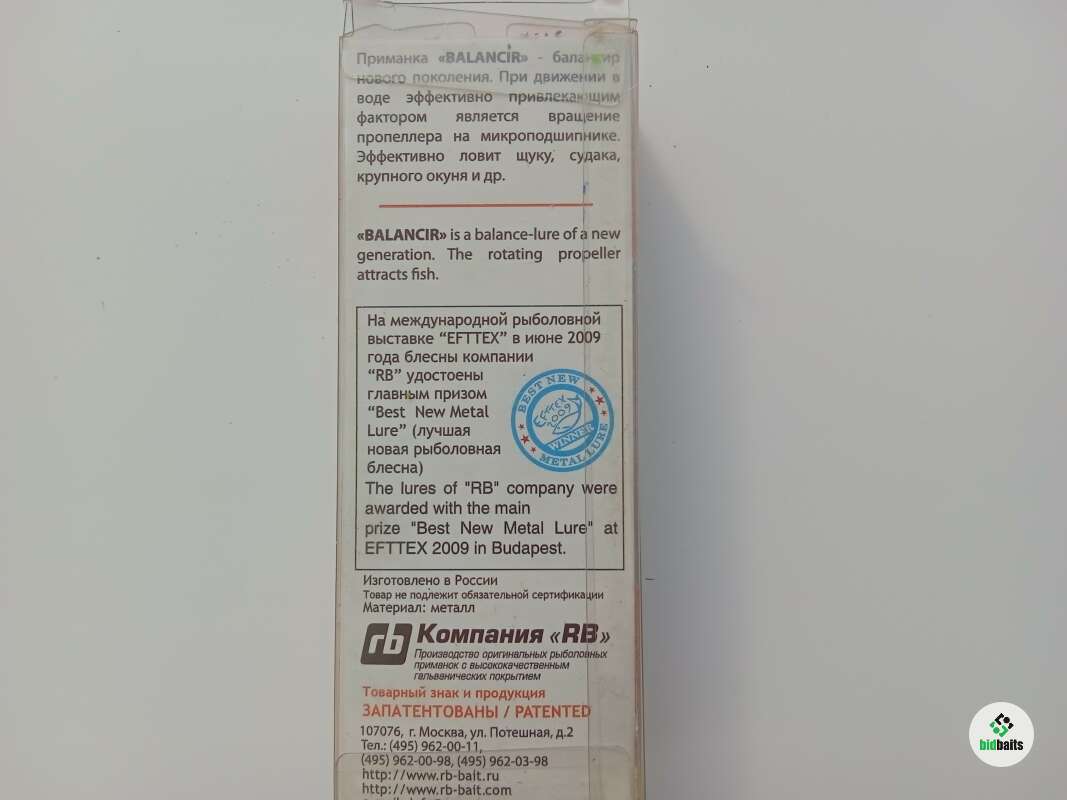 Приманка «BALANCIR» - балансир
нового поколения. При движении в
воде эффективно привлекающим
фактором является вращение
пропеллера на микроподшипнике.
Эффективно ловит щуку, судака,
крупного окуня и др.
«BALANCIR» is a balance-lure of a new
generation. The rotating propeller
attracts fish.
На международной рыболовной
выставке “EFTTEX” в июне 2009
года блесны компании
“RB” удостоены
главным призом
“Best New Metal
Lure” (лучшая
новая рыболовная
блесна)
BEST NEW
EFTTEX
2009
WINNER
METAL LURE
The lures of "RB" company were
awarded with the main
prize "Best New Metal Lure" at
EFTTEX 2009 in Budapest.
Изготовлено в России
Товар не подлежит обязательной сертификации
Материал: металл
rb Компания «RB»
Производство оригинальных рыболовных
приманок с высококачественным
гальваническим покрытием
Товарный знак и продукция
ЗАПАТЕНТОВАНЫ / PATENTED
107076, г. Москва, ул. Потешная, д.2
Тел.: (495) 962-00-11,
(495) 962-00-98, (495) 962-03-98
http://www.rb-bait.ru
http://www.rb-bait.com
bidbaits